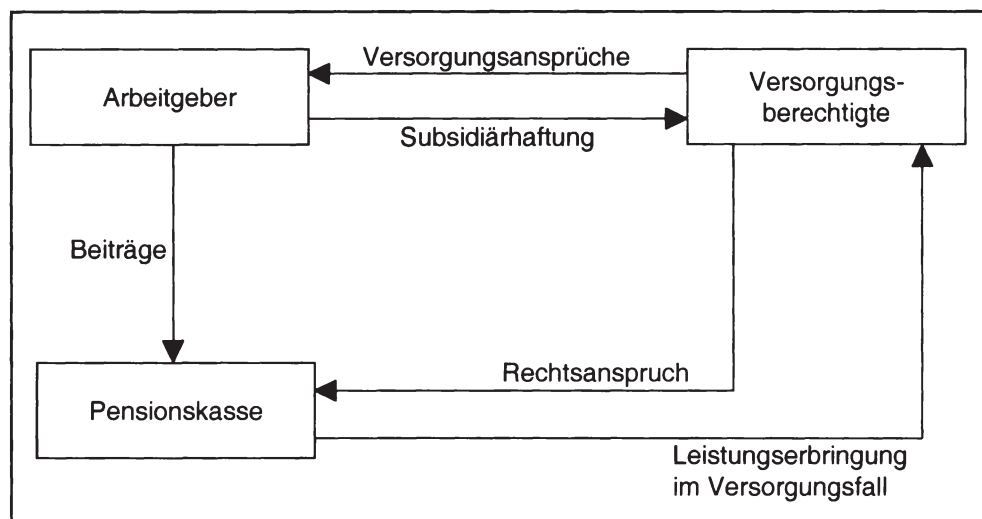 Versorgungsansprüche
Arbeitgeber
Versorgungs-
berechtigte
Subsidiärhaftung
Beiträge
Rechtsanspruch
Pensionskasse
Leistungserbringung
im Versorgungsfall